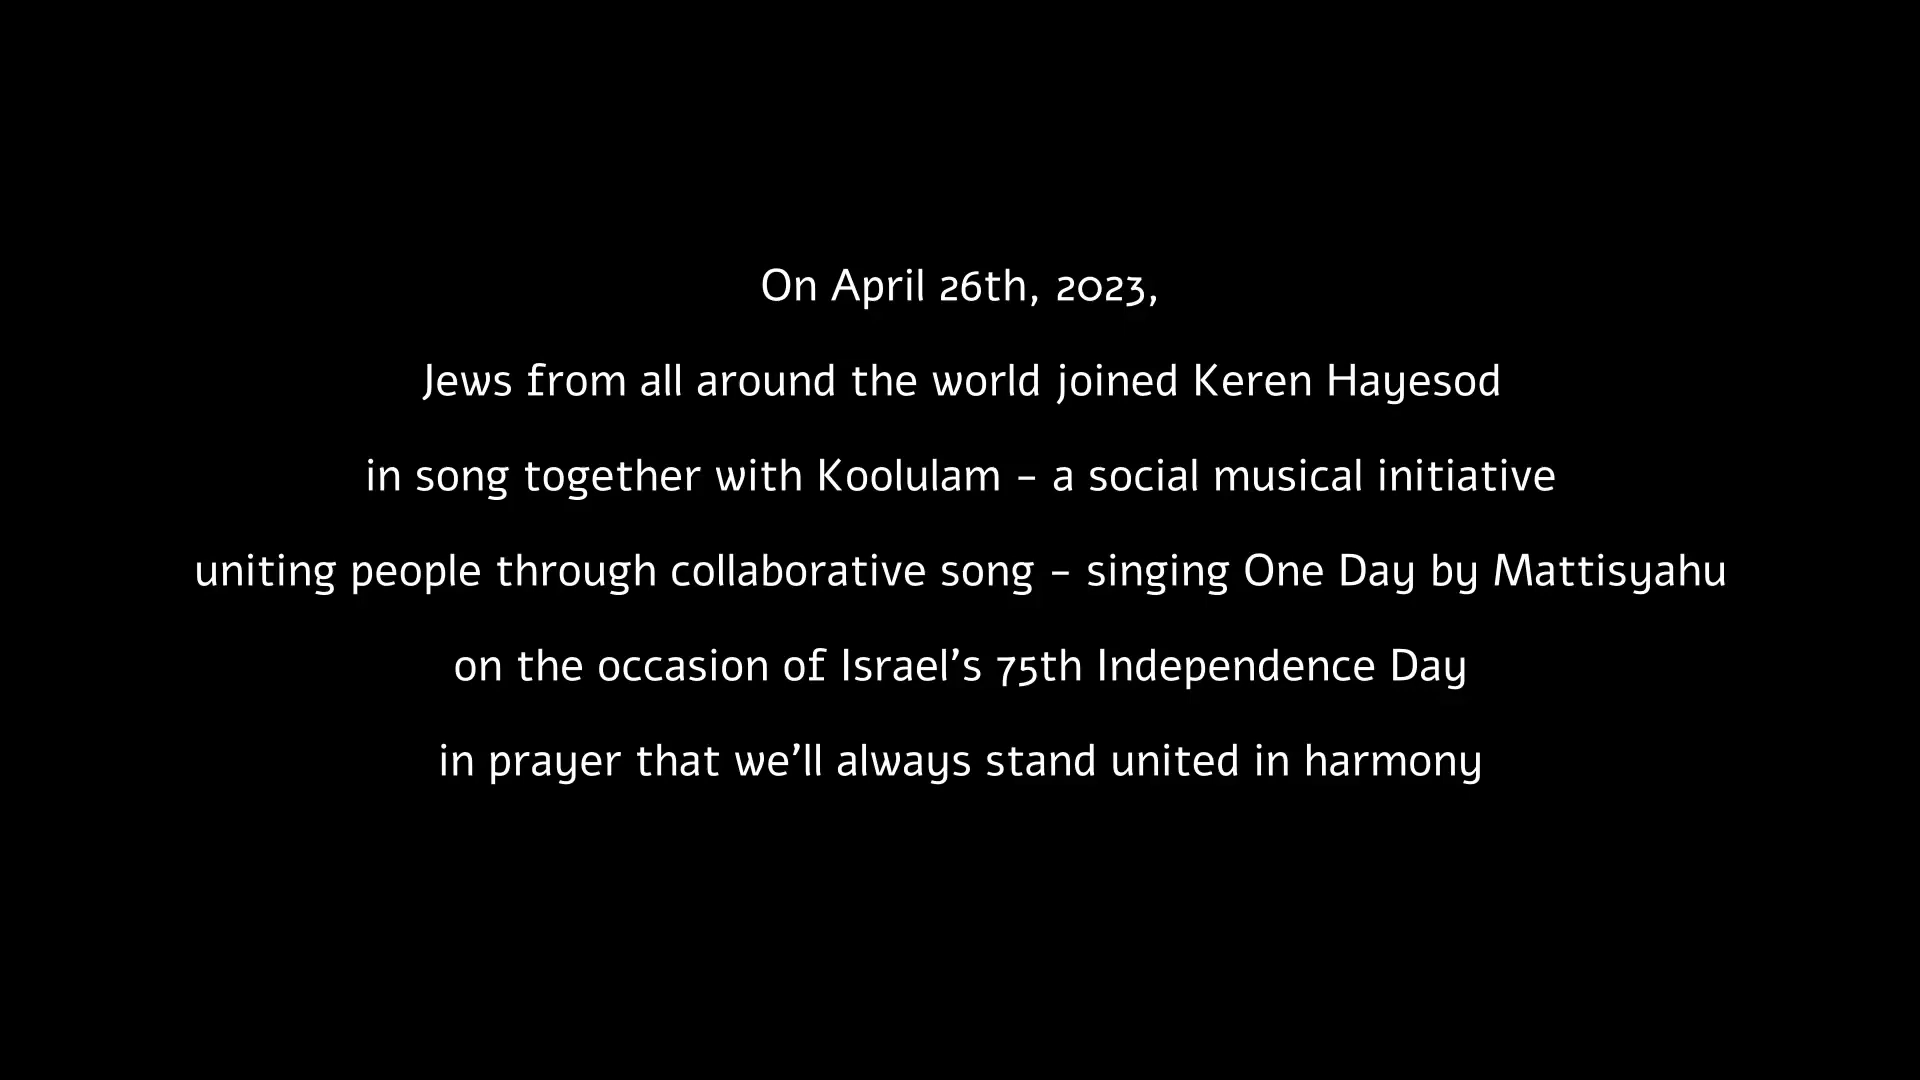 On April 26th, 2023,
Jews from all around the world joined Keren Hayesod
in song together with Koolulam – a social musical initiative
uniting people through collaborative song – singing One Day by Mattisyahu
on the occasion of Israel’s 75th Independence Day
in prayer that we’ll always stand united in harmony